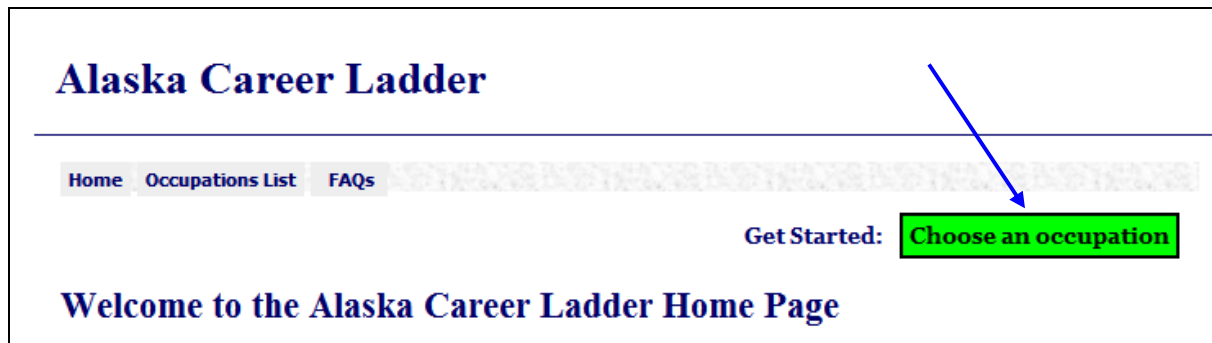 Alaska Career Ladder
Home Occupations List FAQs
Get Started: Choose an occupation
Welcome to the Alaska Career Ladder Home Page